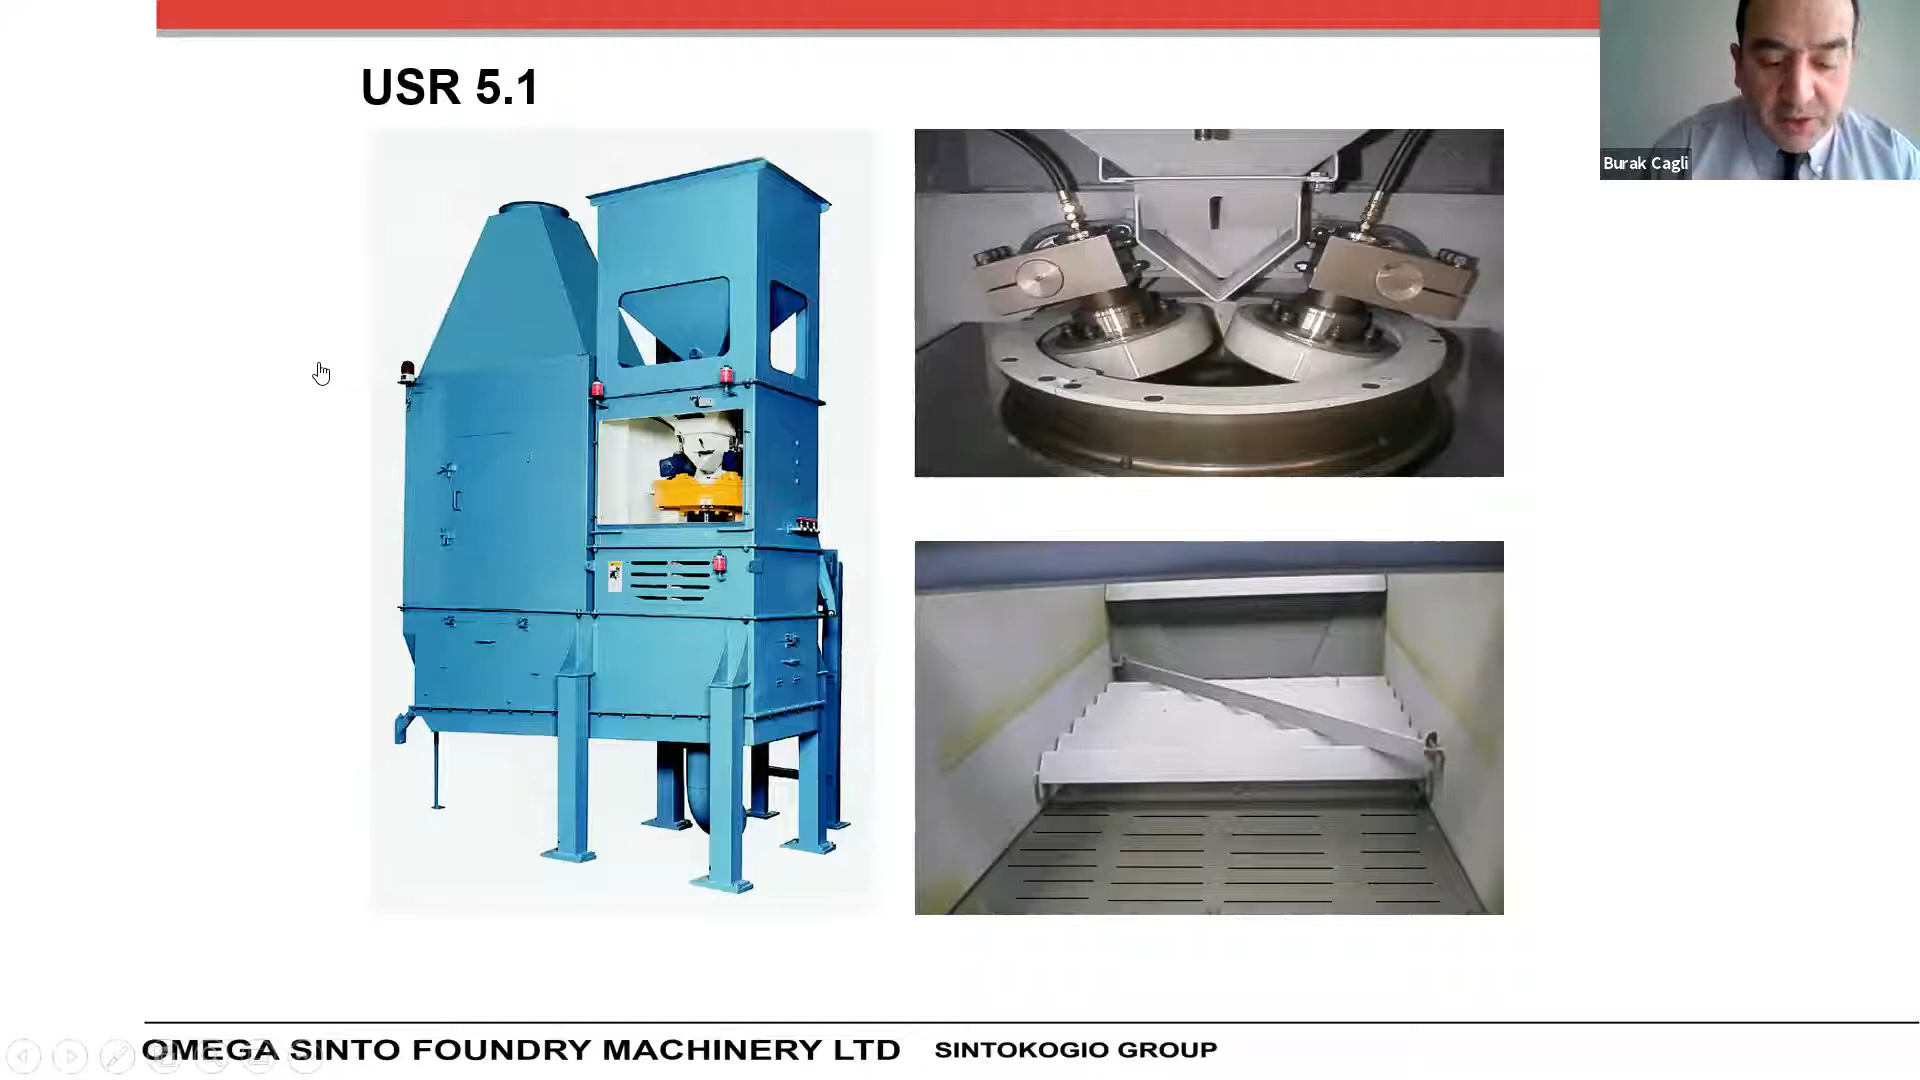 USR 5.1
Burak Cagli
OMEGA SINTO FOUNDRY MACHINERY LTD SINTOKOGIO GROUP